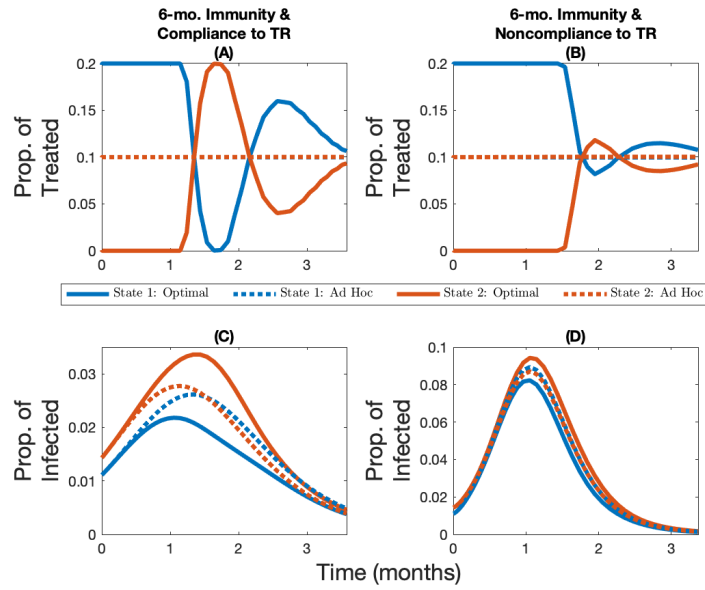 6-mo. Immunity &
Compliance to TR
(A)
6-mo. Immunity &
Noncompliance to TR
(B)
Prop. of
Treated
0.2
0.15
0.1
0.05
0
0 1 2 3
Prop. of
Treated
0.2
0.15
0.1
0.05
0
0 1 2 3
State 1: Optimal State 1: Ad Hoc State 2: Optimal State 2: Ad Hoc
(C)
Prop. of
Infected
0.03
0.02
0.01
0
0 1 2 3
(D)
Prop. of
Infected
0.1
0.08
0.06
0.04
0.02
0
0 1 2 3
Time (months)